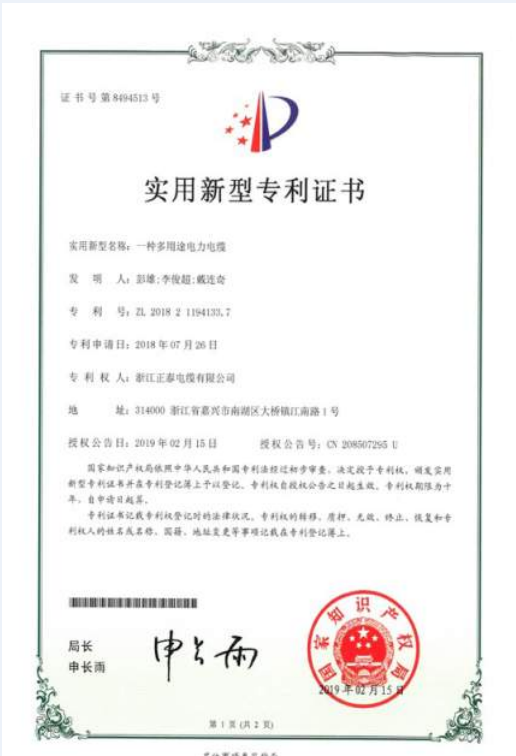 证书号第8494513号
实用新型专利证书
实用新型名称：一种多用途电力电缆
发 明 人：彭雄;李俊超;戴连奇
专 利 号：ZL 2018 2 1194133.7
专利申请日：2018年07月26日
专 利 权 人：浙江正泰电缆有限公司
地 址：314000 浙江省嘉兴市南湖区大桥镇江南路1号
授权公告日：2019年02月15日 授权公告号：CN 208507295 U
国家知识产权局依照中华人民共和国专利法经过初步审查，决定授予专利权，颁发实用
新型专利证书并在专利登记簿上予以登记。专利权自授权公告之日起生效。专利权期限为十
年，自申请日起算。
专利证书记载专利权登记时的法律状况。专利权的转移、质押、无效、终止、恢复和专
利权人的姓名或名称、国籍、地址变更等事项记载在专利登记簿上。
局长
申长雨
申长雨
国家知识产权局
2019年02月15日
第1页(共2页)